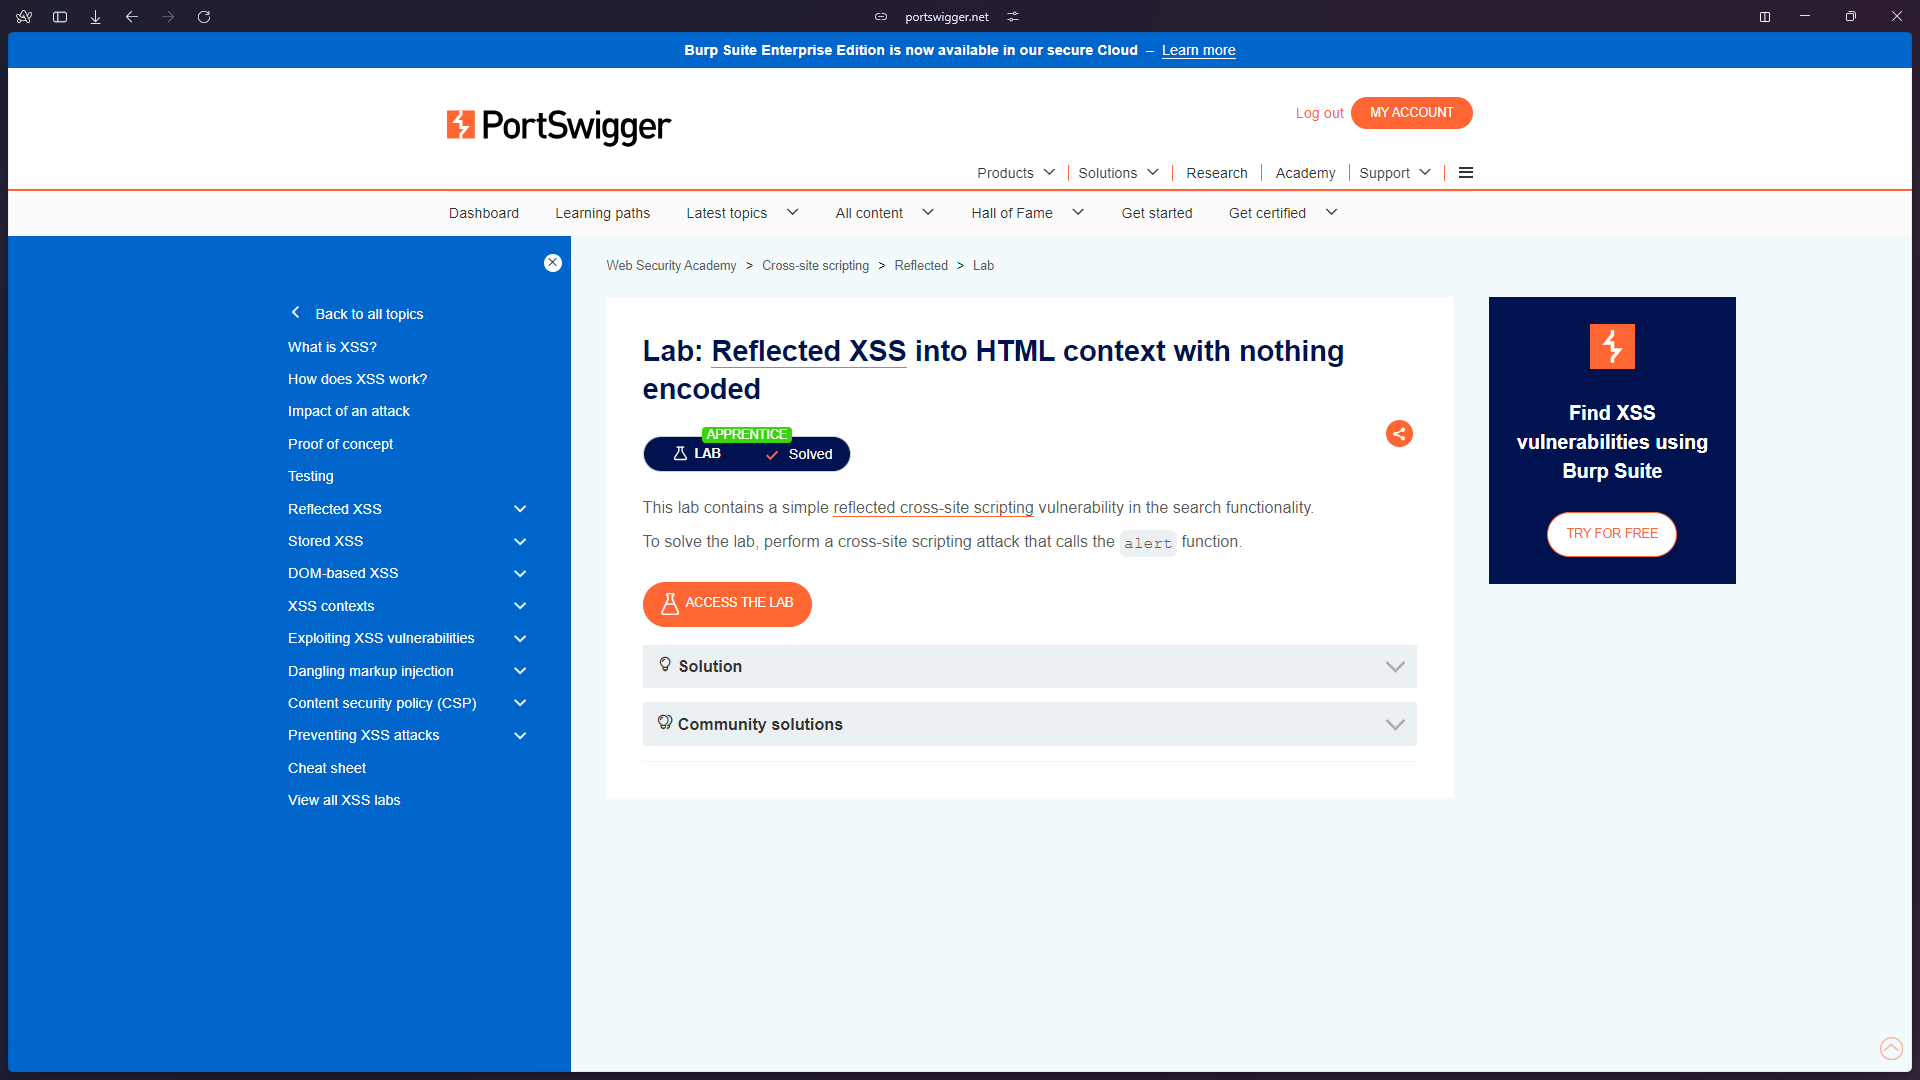 portswigger.net
Burp Suite Enterprise Edition is now available in our secure Cloud – Learn more
PortSwigger
Log out
MY ACCOUNT
Products
Solutions
Research
Academy
Support
Dashboard
Learning paths
Latest topics
All content
Hall of Fame
Get started
Get certified
Back to all topics
What is XSS?
How does XSS work?
Impact of an attack
Proof of concept
Testing
Reflected XSS
Stored XSS
DOM-based XSS
XSS contexts
Exploiting XSS vulnerabilities
Dangling markup injection
Content security policy (CSP)
Preventing XSS attacks
Cheat sheet
View all XSS labs
Web Security Academy > Cross-site scripting > Reflected > Lab
Lab: Reflected XSS into HTML context with nothing
encoded
APPRENTICE
LAB
Solved
This lab contains a simple reflected cross-site scripting vulnerability in the search functionality.
To solve the lab, perform a cross-site scripting attack that calls the alert function.
ACCESS THE LAB
Solution
Community solutions
Find XSS
vulnerabilities using
Burp Suite
TRY FOR FREE